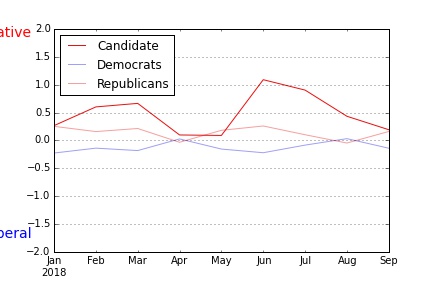 2.0
ative
Candidate
1.5
Democrats
Republicans
1.0
0.5
0.0
−0.5
−1.0
−1.5
beral
−2.0
Jan Feb Mar Apr May Jun Jul Aug Sep
2018